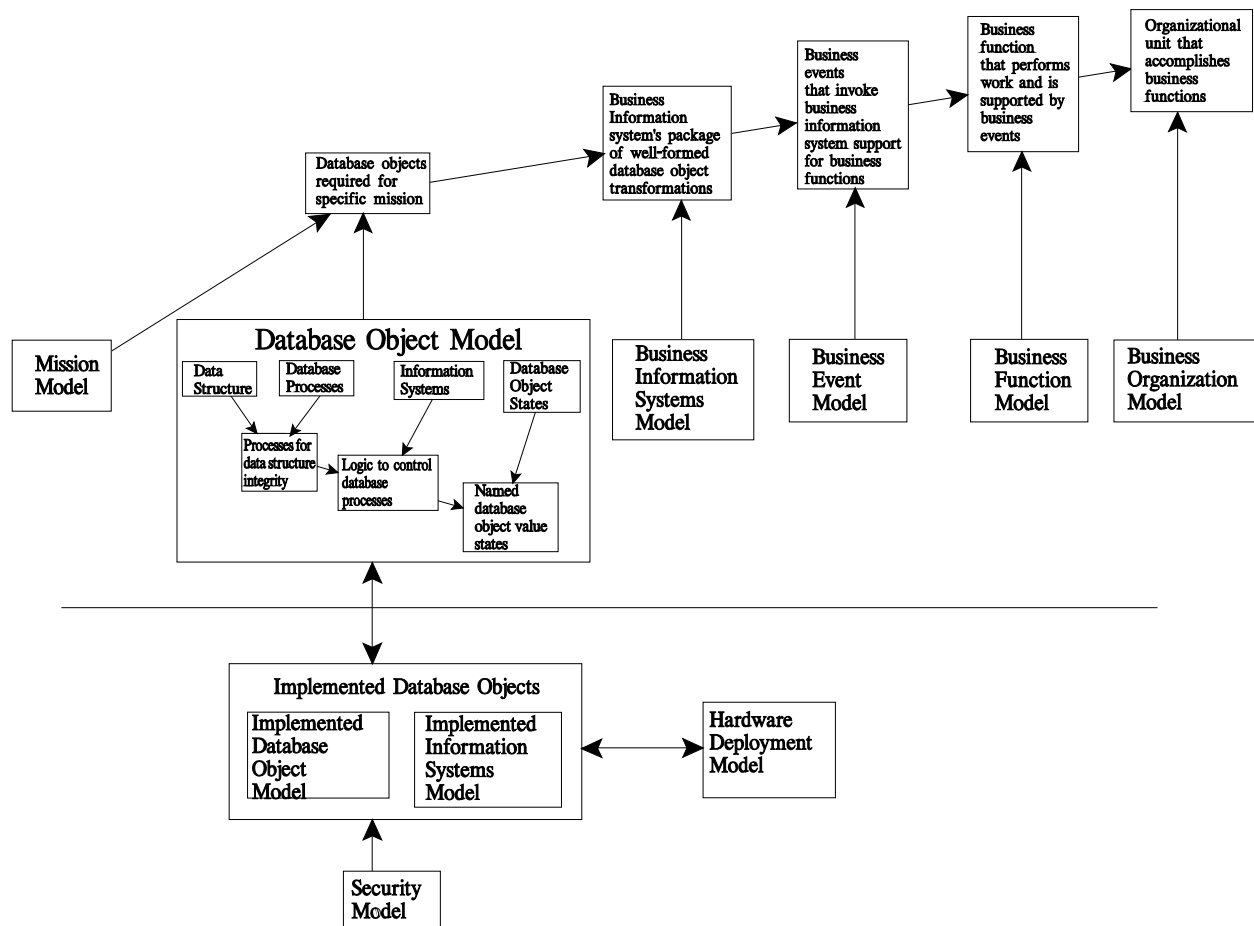 Organizational
unit that
accomplishes
business
functions
Business
function
that performs
work and is
supported by
business
events
Business
events
that invoke
business
information
system support
for business
functions
Business
Information
system's package
of well-formed
database object
transformations
Database objects
required for
specific mission
Mission
Model
Database Object Model
Data
Structure
Database
Processes
Information
Systems
Database
Object
States
Processes for
data structure
integrity
Logic to control
database
processes
Named
database
object value
states
Business
Information
Systems
Model
Business
Event
Model
Business
Function
Model
Business
Organization
Model
Implemented Database Objects
Implemented
Database
Object
Model
Implemented
Information
Systems
Model
Hardware
Deployment
Model
Security
Model